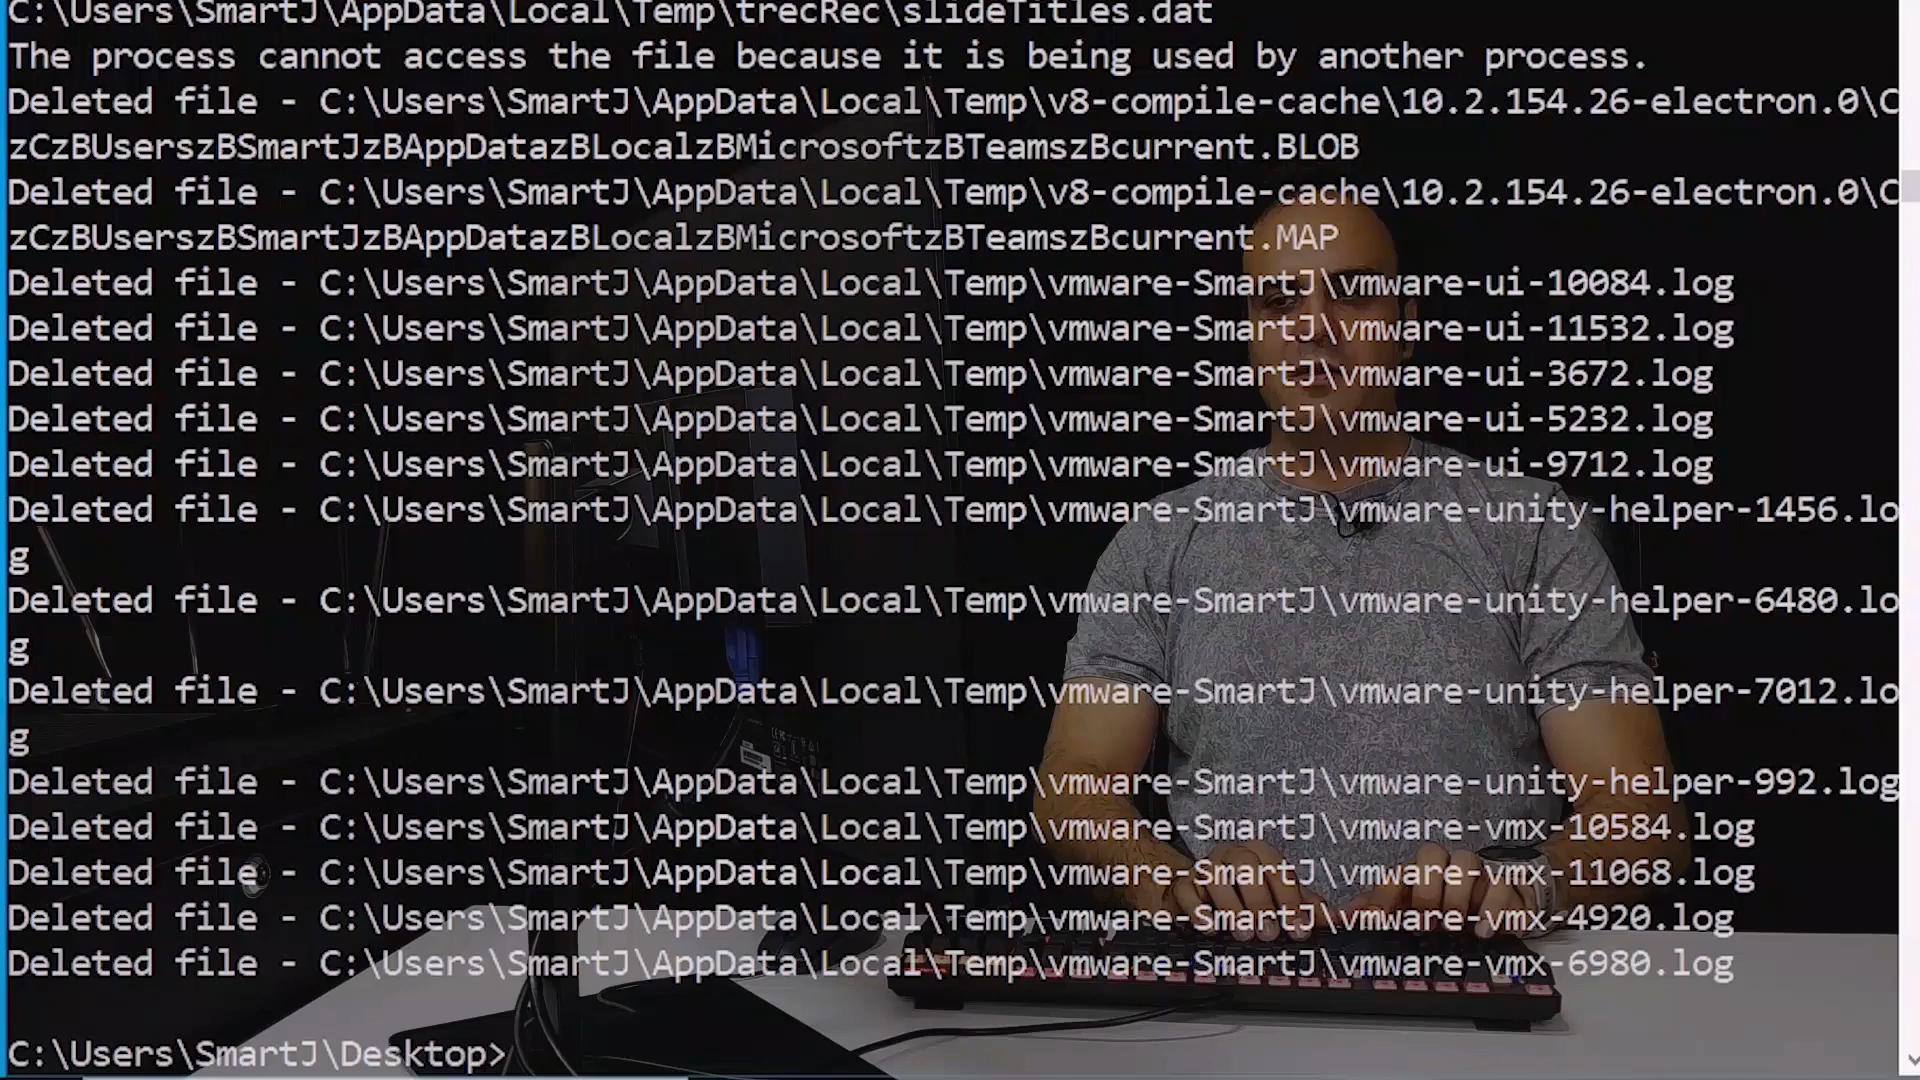 C:\Users\SmartJ\AppData\Local\Temp\trecRec\slideTitles.dat
The process cannot access the file because it is being used by another process.
Deleted file - C:\Users\SmartJ\AppData\Local\Temp\v8-compile-cache\10.2.154.26-electron.0\C
zCzBUserszBSmartJzBAppDatazBLocalzBMicrosoftzBTeamszBcurrent.BLOB
Deleted file - C:\Users\SmartJ\AppData\Local\Temp\v8-compile-cache\10.2.154.26-electron.0\C
zCzBUserszBSmartJzBAppDatazBLocalzBMicrosoftzBTeamszBcurrent.MAP
Deleted file - C:\Users\SmartJ\AppData\Local\Temp\vmware-SmartJ\vmware-ui-10084.log
Deleted file - C:\Users\SmartJ\AppData\Local\Temp\vmware-SmartJ\vmware-ui-11532.log
Deleted file - C:\Users\SmartJ\AppData\Local\Temp\vmware-SmartJ\vmware-ui-3672.log
Deleted file - C:\Users\SmartJ\AppData\Local\Temp\vmware-SmartJ\vmware-ui-5232.log
Deleted file - C:\Users\SmartJ\AppData\Local\Temp\vmware-SmartJ\vmware-ui-9712.log
Deleted file - C:\Users\SmartJ\AppData\Local\Temp\vmware-SmartJ\vmware-unity-helper-1456.lo
g
Deleted file - C:\Users\SmartJ\AppData\Local\Temp\vmware-SmartJ\vmware-unity-helper-6480.lo
g
Deleted file - C:\Users\SmartJ\AppData\Local\Temp\vmware-SmartJ\vmware-unity-helper-7012.lo
g
Deleted file - C:\Users\SmartJ\AppData\Local\Temp\vmware-SmartJ\vmware-unity-helper-992.log
Deleted file - C:\Users\SmartJ\AppData\Local\Temp\vmware-SmartJ\vmware-vmx-10584.log
Deleted file - C:\Users\SmartJ\AppData\Local\Temp\vmware-SmartJ\vmware-vmx-11068.log
Deleted file - C:\Users\SmartJ\AppData\Local\Temp\vmware-SmartJ\vmware-vmx-4920.log
Deleted file - C:\Users\SmartJ\AppData\Local\Temp\vmware-SmartJ\vmware-vmx-6980.log
C:\Users\SmartJ\Desktop>